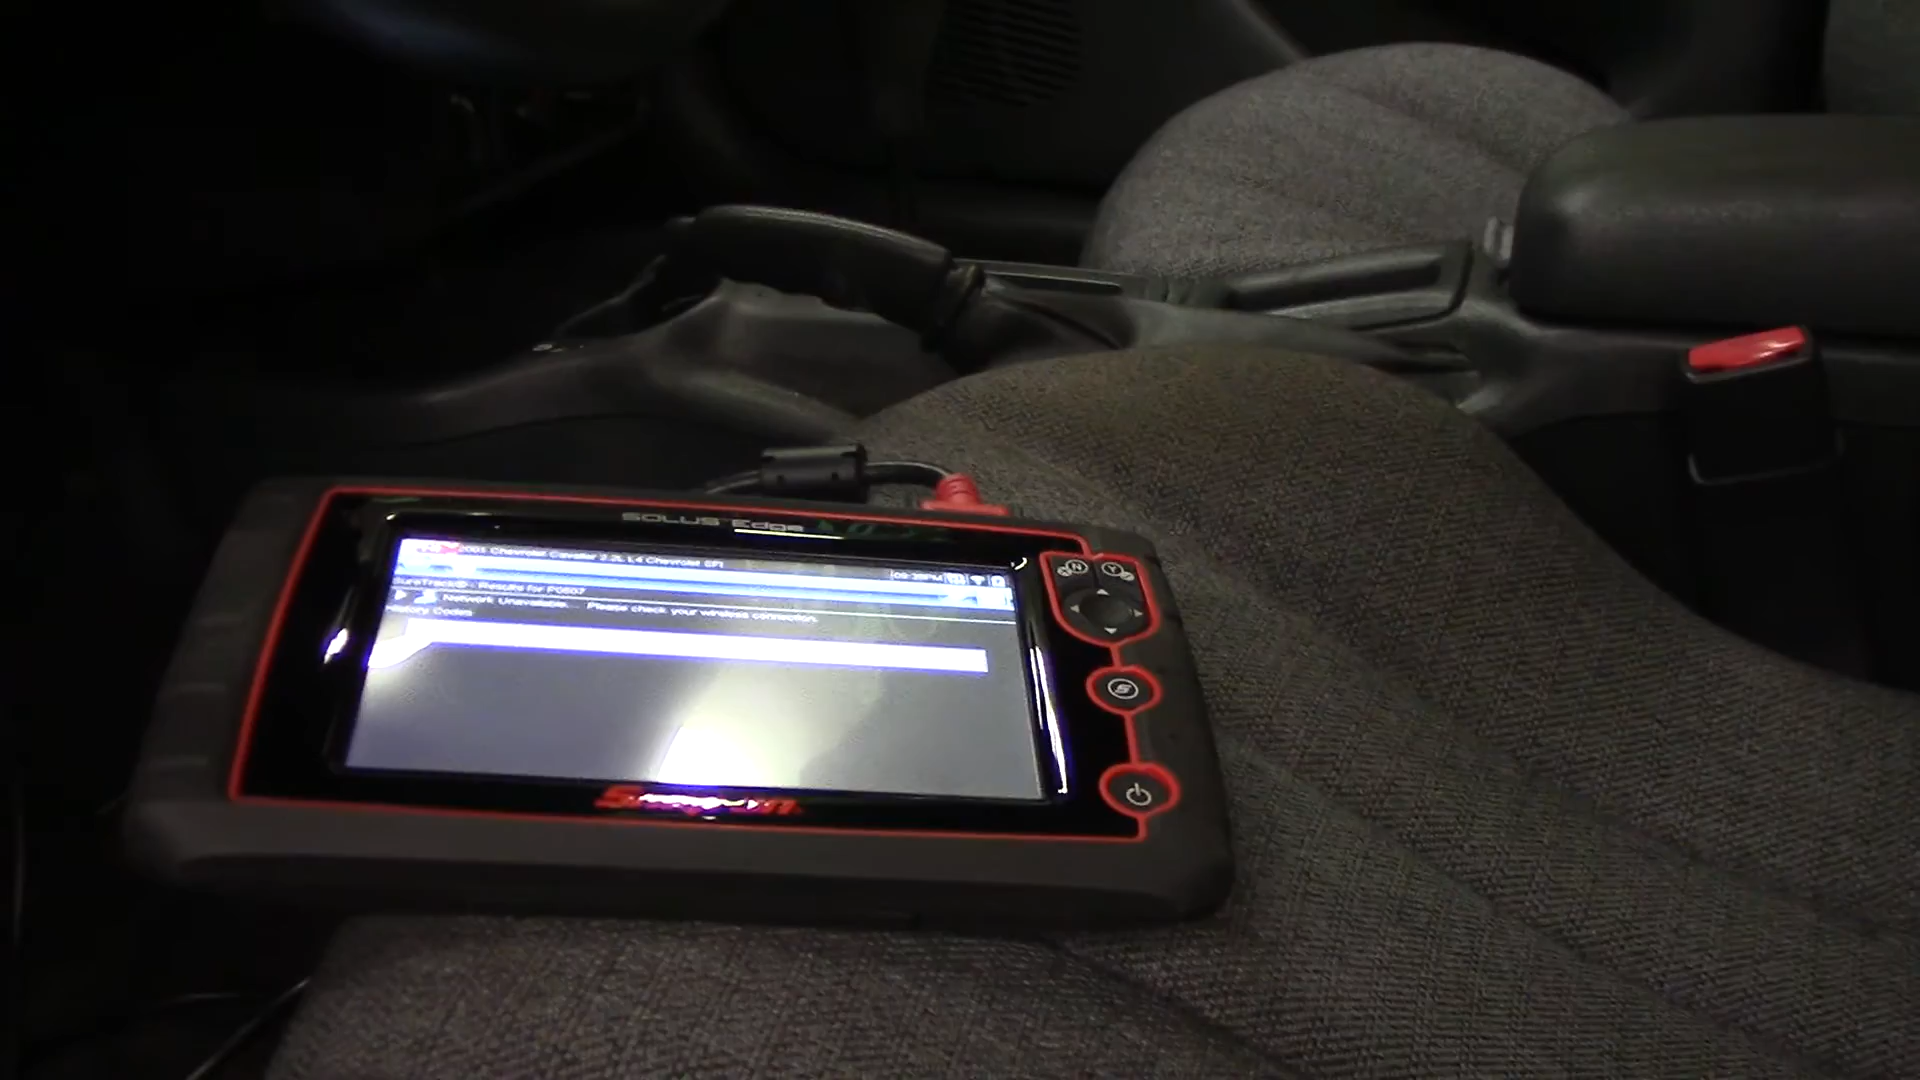 SOLUS Edge
2001 Chevrolet Cavalier 2.2L L4 Chevrolet EFI
SureTrack® - Results for P0507
Network Unavailable... Please check your wireless connection.
History Codes
N
Y
S
Snap-on